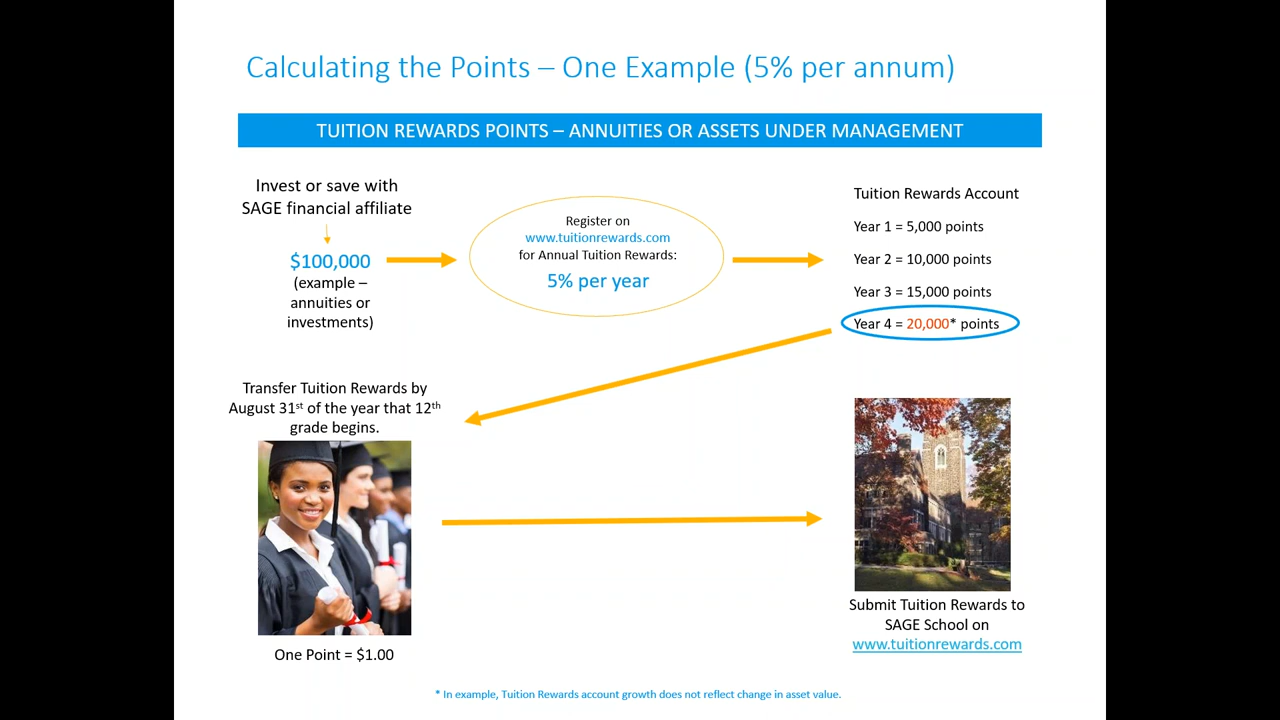 Calculating the Points – One Example (5% per annum)
TUITION REWARDS POINTS – ANNUITIES OR ASSETS UNDER MANAGEMENT
Invest or save with
SAGE financial affiliate
$100,000
(example –
annuities or
investments)
Register on
www.tuitionrewards.com
for Annual Tuition Rewards:
5% per year
Tuition Rewards Account
Year 1 = 5,000 points
Year 2 = 10,000 points
Year 3 = 15,000 points
Year 4 = 20,000* points
Transfer Tuition Rewards by
August 31st of the year that 12th
grade begins.
One Point = $1.00
Submit Tuition Rewards to
SAGE School on
www.tuitionrewards.com
* In example, Tuition Rewards account growth does not reflect change in asset value.